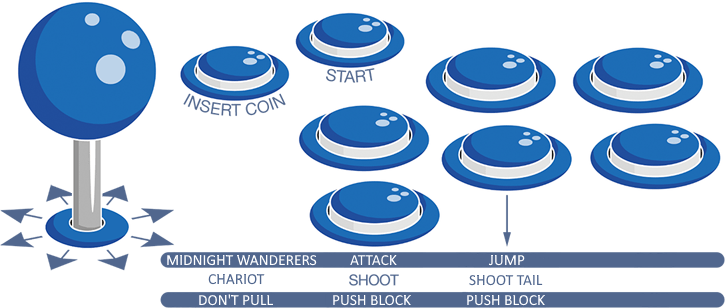 INSERT COIN
START
MIDNIGHT WANDERERS ATTACK JUMP
CHARIOT SHOOT SHOOT TAIL
DON'T PULL PUSH BLOCK PUSH BLOCK